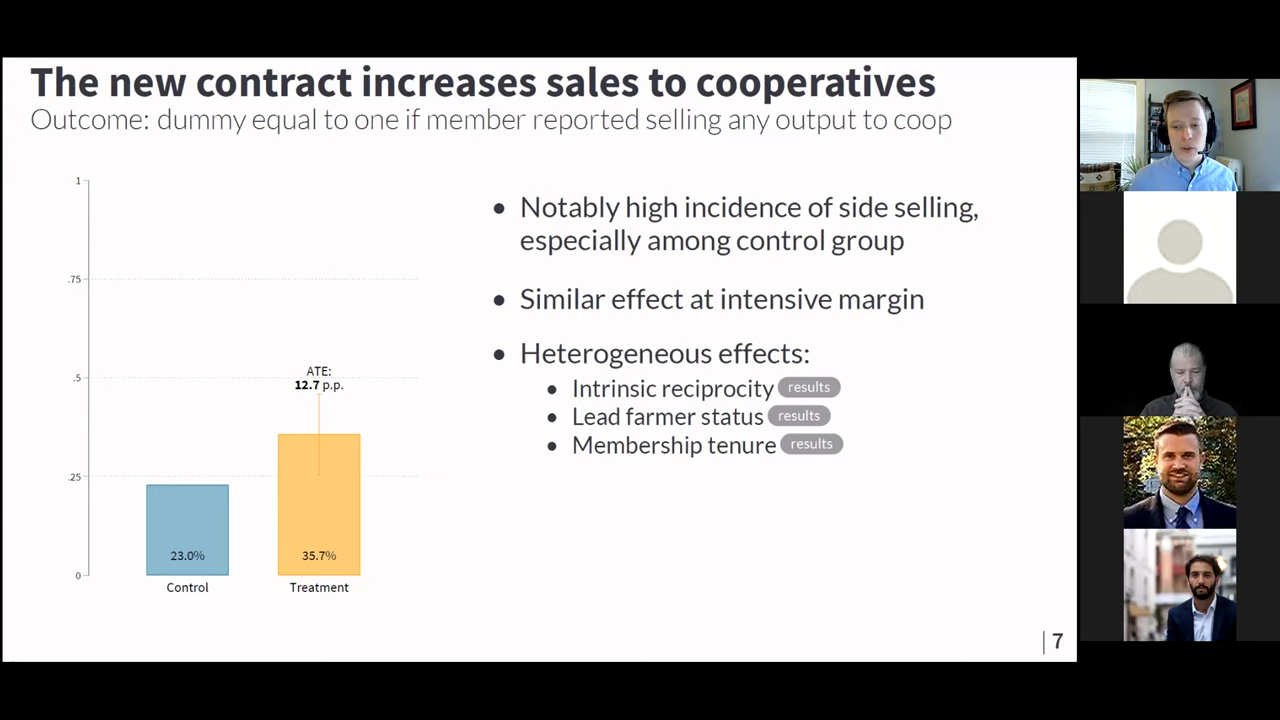 The new contract increases sales to cooperatives
Outcome: dummy equal to one if member reported selling any output to coop
1
.75
.5
.25
0
ATE:
12.7 p.p.
23.0%
35.7%
Control
Treatment
• Notably high incidence of side selling,
especially among control group
• Similar effect at intensive margin
• Heterogeneous effects:
• Intrinsic reciprocity results
• Lead farmer status results
• Membership tenure results
7